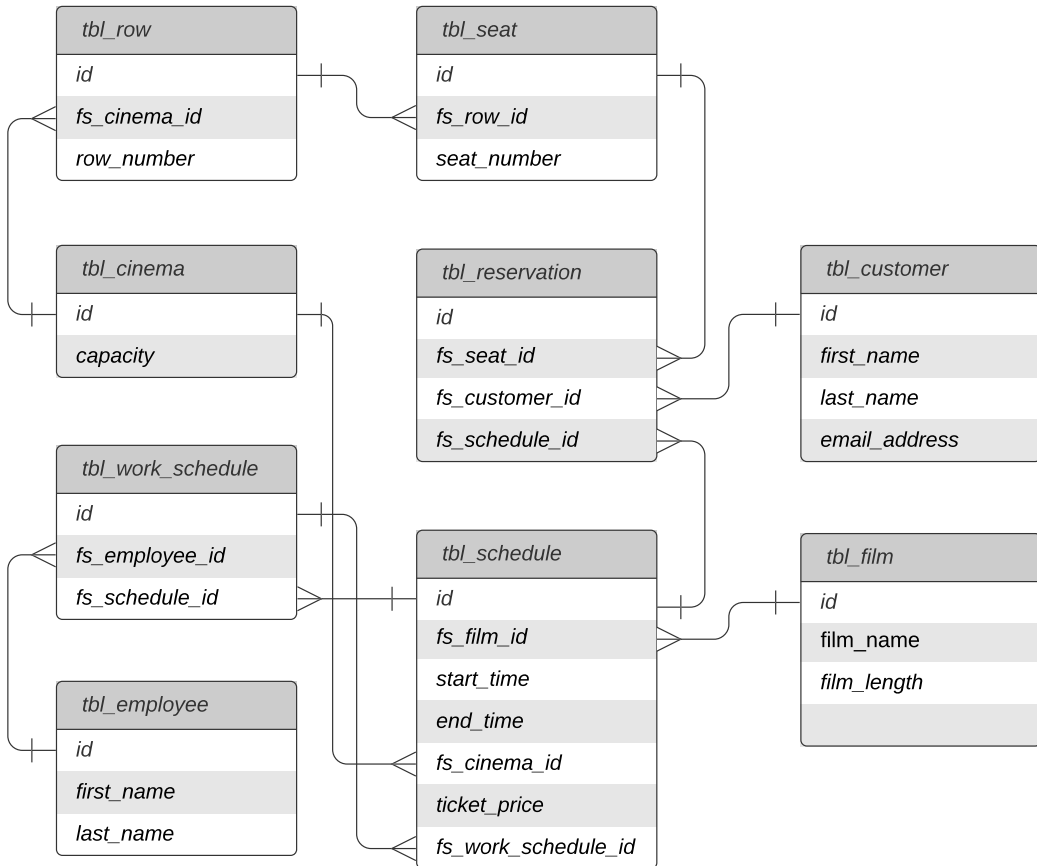 tbl_row
id
fs_cinema_id
row_number
tbl_seat
id
fs_row_id
seat_number
tbl_cinema
id
capacity
tbl_reservation
id
fs_seat_id
fs_customer_id
fs_schedule_id
tbl_customer
id
first_name
last_name
email_address
tbl_work_schedule
id
fs_employee_id
fs_schedule_id
tbl_schedule
id
fs_film_id
start_time
end_time
fs_cinema_id
ticket_price
fs_work_schedule_id
tbl_film
id
film_name
film_length
tbl_employee
id
first_name
last_name